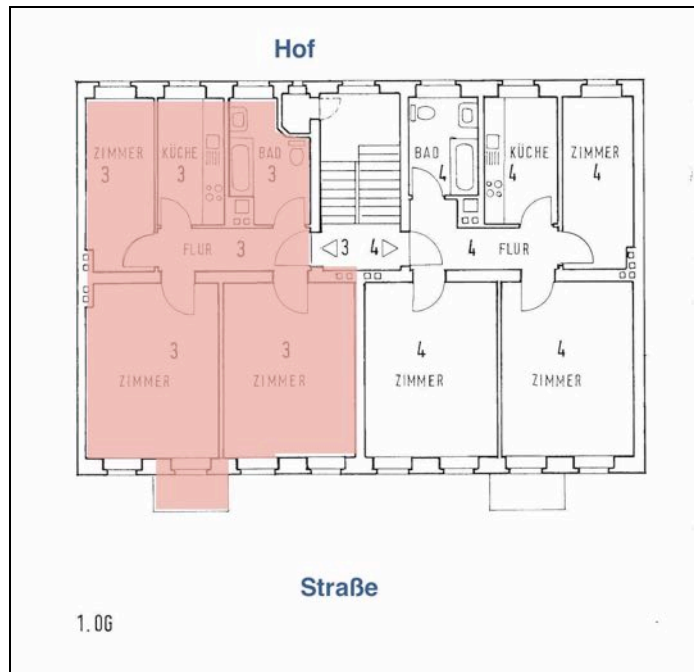 Hof
ZIMMER
3
KÜCHE
3
BAD
3
BAD
4
KÜCHE
4
ZIMMER
4
FLUR 3
◁3 4▷
4 FLUR
3
ZIMMER
3
ZIMMER
4
ZIMMER
4
ZIMMER
Straße
1. OG